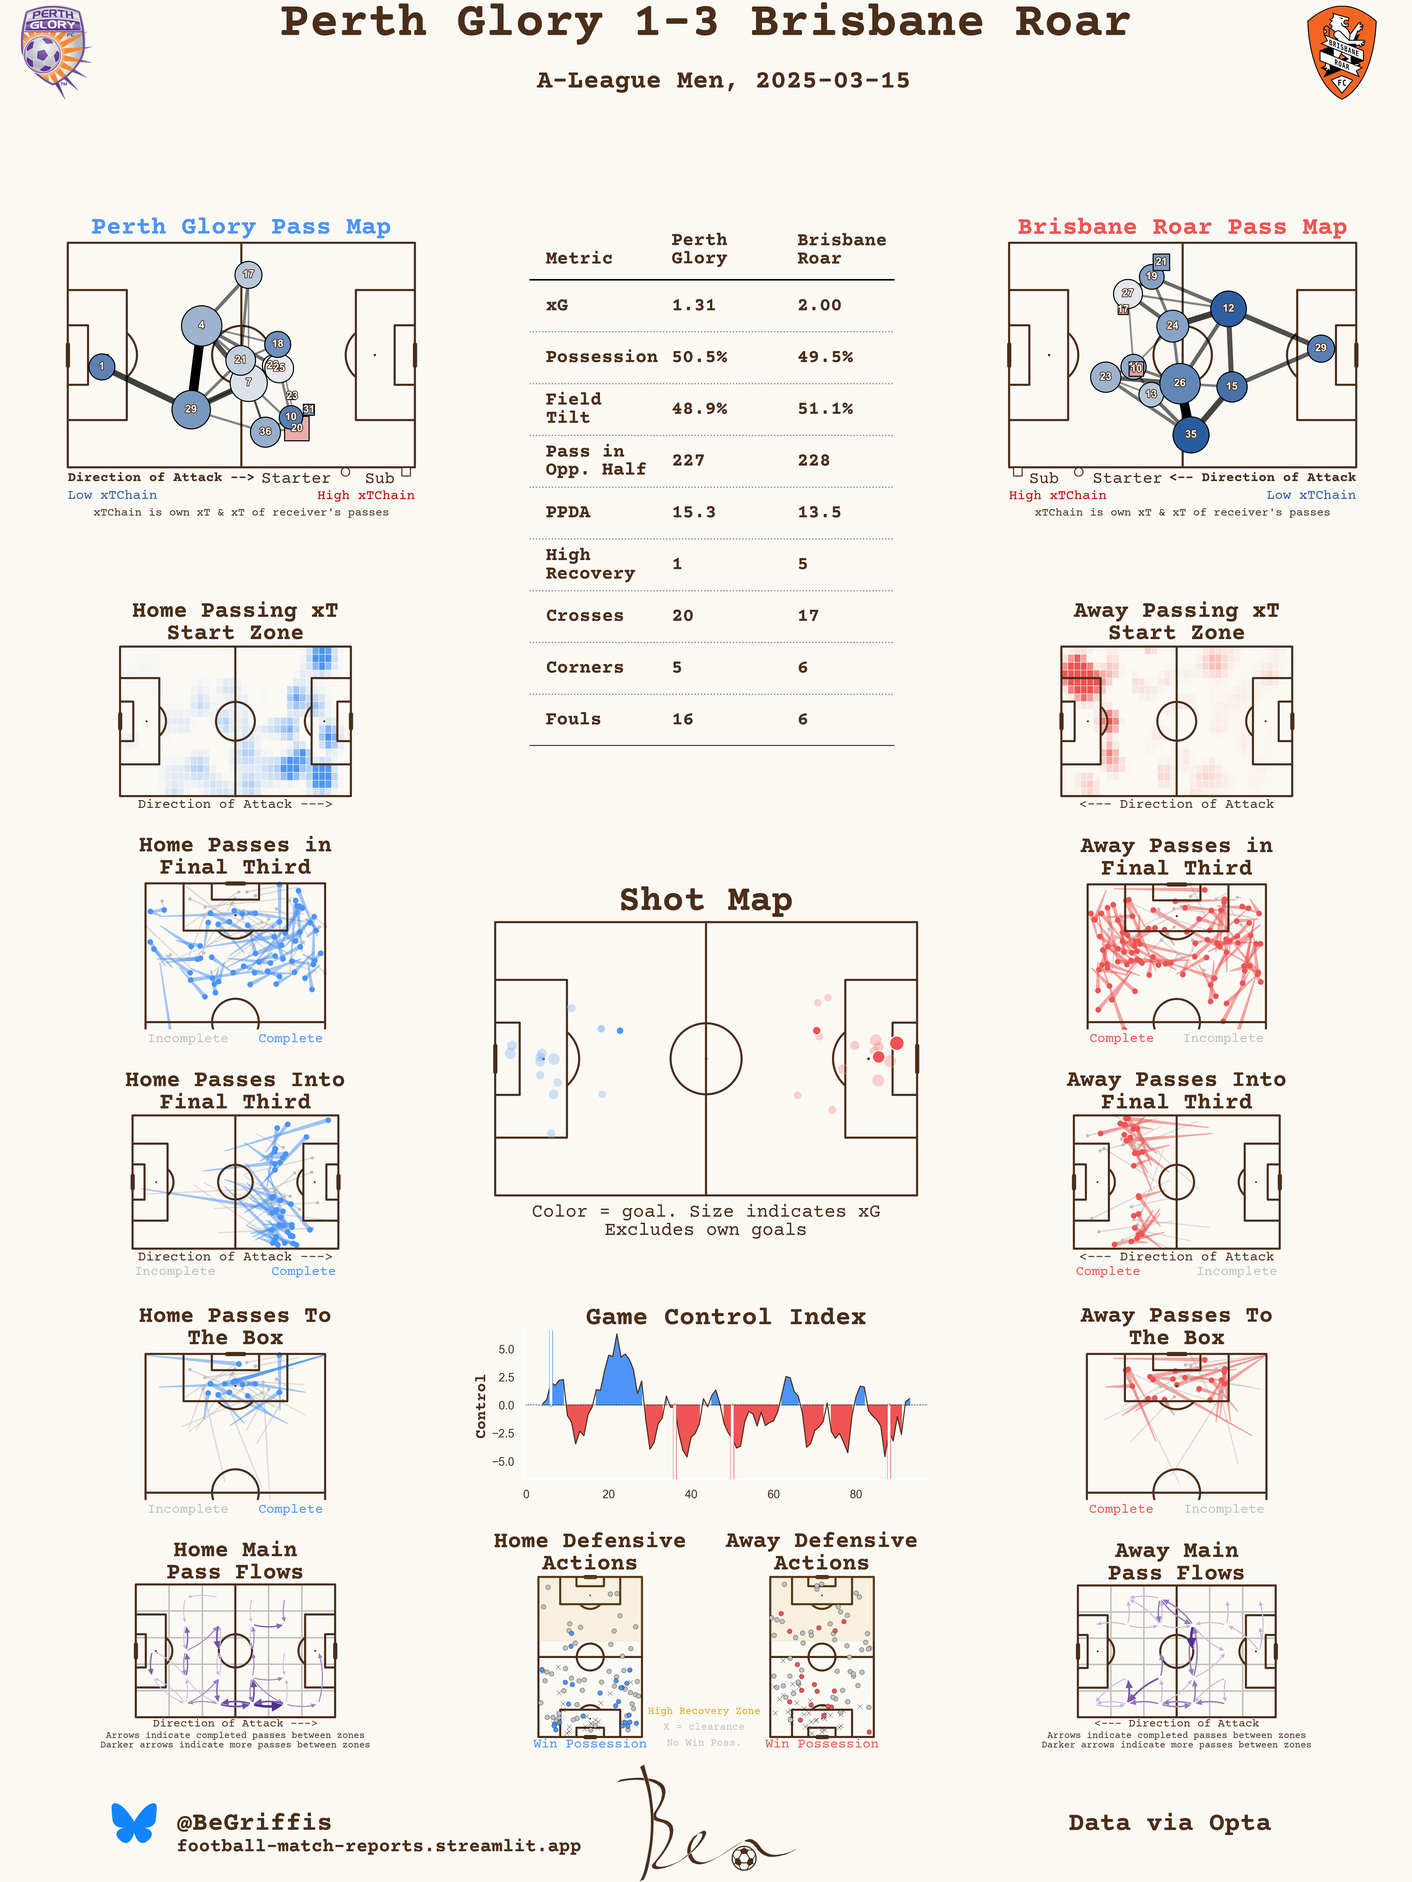 Perth Glory 1-3 Brisbane Roar
A-League Men, 2025-03-15
PERTH
GLORY
FC
BRISBANE
ROAR
FC
Perth Glory Pass Map
17
4
18
21
25
1
7
23
29
10
31
20
36
Direction of Attack --> Starter Sub
Low xTChain High xTChain
xTChain is own xT & xT of receiver's passes
Metric Perth Glory Brisbane Roar
xG 1.31 2.00
Possession 50.5% 49.5%
Field Tilt 48.9% 51.1%
Pass in Opp. Half 227 228
PPDA 15.3 13.5
High Recovery 1 5
Crosses 20 17
Corners 5 6
Fouls 16 6
Brisbane Roar Pass Map
21
19
27
17
12
24
29
10
23
26
15
13
35
Sub Starter <-- Direction of Attack
High xTChain Low xTChain
xTChain is own xT & xT of receiver's passes
Home Passing xT
Start Zone
Direction of Attack --->
Away Passing xT
Start Zone
<--- Direction of Attack
Home Passes in
Final Third
Incomplete Complete
Away Passes in
Final Third
Complete Incomplete
Shot Map
Color = goal. Size indicates xG
Excludes own goals
Home Passes Into
Final Third
Direction of Attack --->
Incomplete Complete
Away Passes Into
Final Third
<--- Direction of Attack
Complete Incomplete
Home Passes To
The Box
Incomplete Complete
Game Control Index
Control
5.0
2.5
0.0
−2.5
−5.0
0 20 40 60 80
Away Passes To
The Box
Complete Incomplete
Home Main
Pass Flows
Direction of Attack --->
Arrows indicate completed passes between zones
Darker arrows indicate more passes between zones
Home Defensive
Actions
Win Possession
High Recovery Zone
X = clearance
No Win Poss.
Away Defensive
Actions
Win Possession
Away Main
Pass Flows
<--- Direction of Attack
Arrows indicate completed passes between zones
Darker arrows indicate more passes between zones
@BeGriffis
football-match-reports.streamlit.app
Ben
Data via Opta